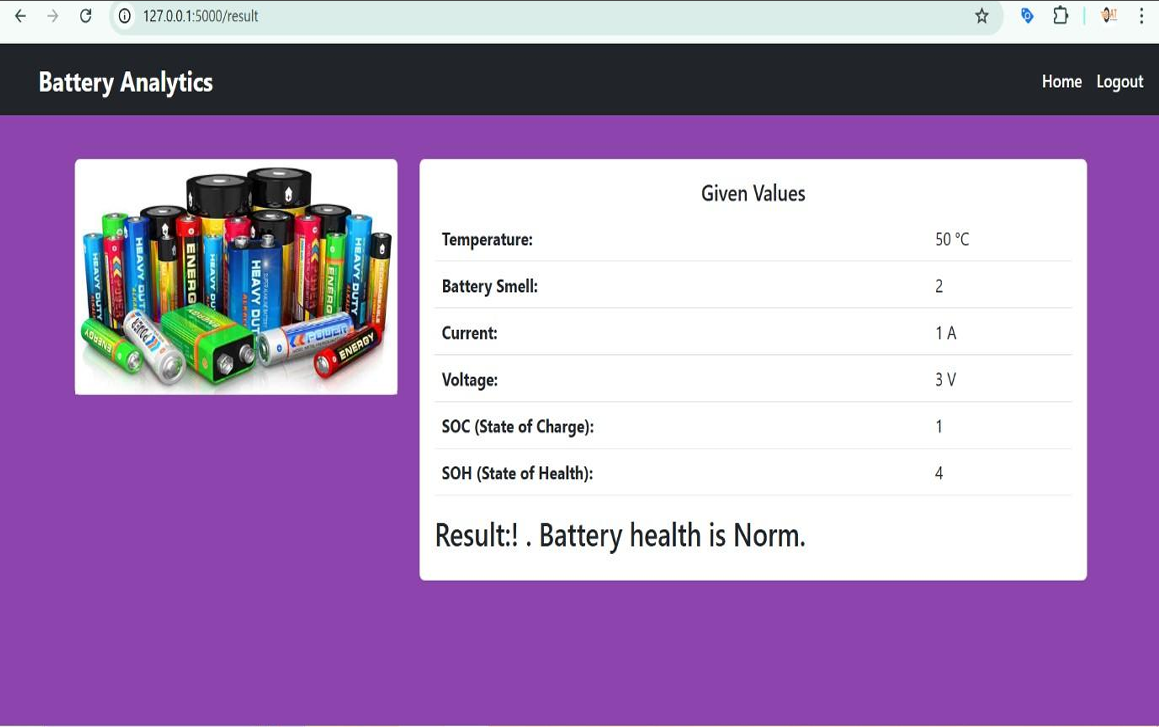 127.0.0.1:5000/result
Battery Analytics
Home Logout
HEAVY DUTY
ENERGY
HEAVY DUTY
POWER
ENERGY
ENERGY
Given Values
Temperature: 50 °C
Battery Smell: 2
Current: 1 A
Voltage: 3 V
SOC (State of Charge): 1
SOH (State of Health): 4
Result:! . Battery health is Norm.